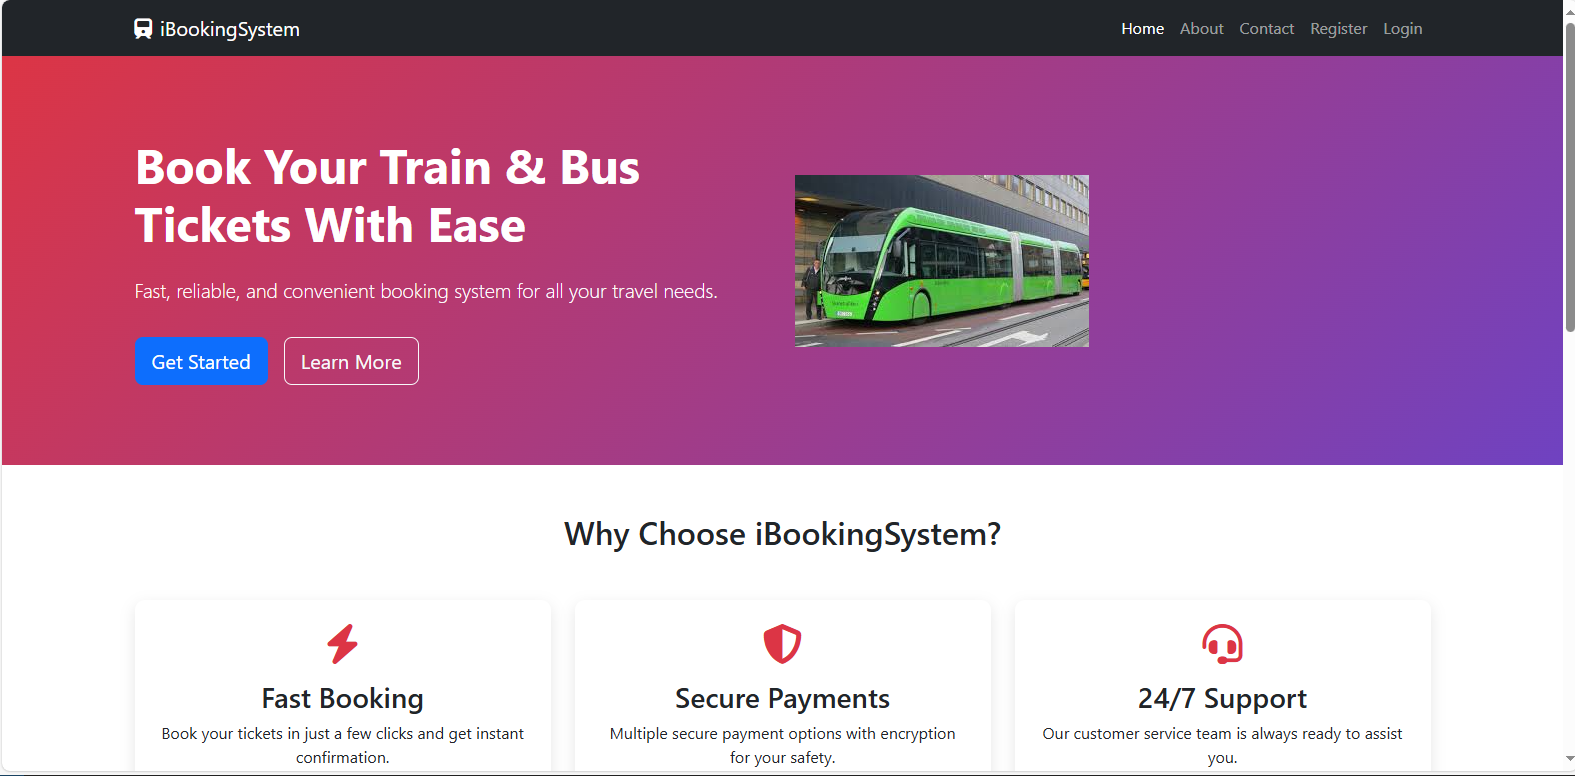 iBookingSystem
Home About Contact Register Login
Book Your Train & Bus
Tickets With Ease
Fast, reliable, and convenient booking system for all your travel needs.
Get Started Learn More
Why Choose iBookingSystem?
Fast Booking
Book your tickets in just a few clicks and get instant
confirmation.
Secure Payments
Multiple secure payment options with encryption
for your safety.
24/7 Support
Our customer service team is always ready to assist
you.